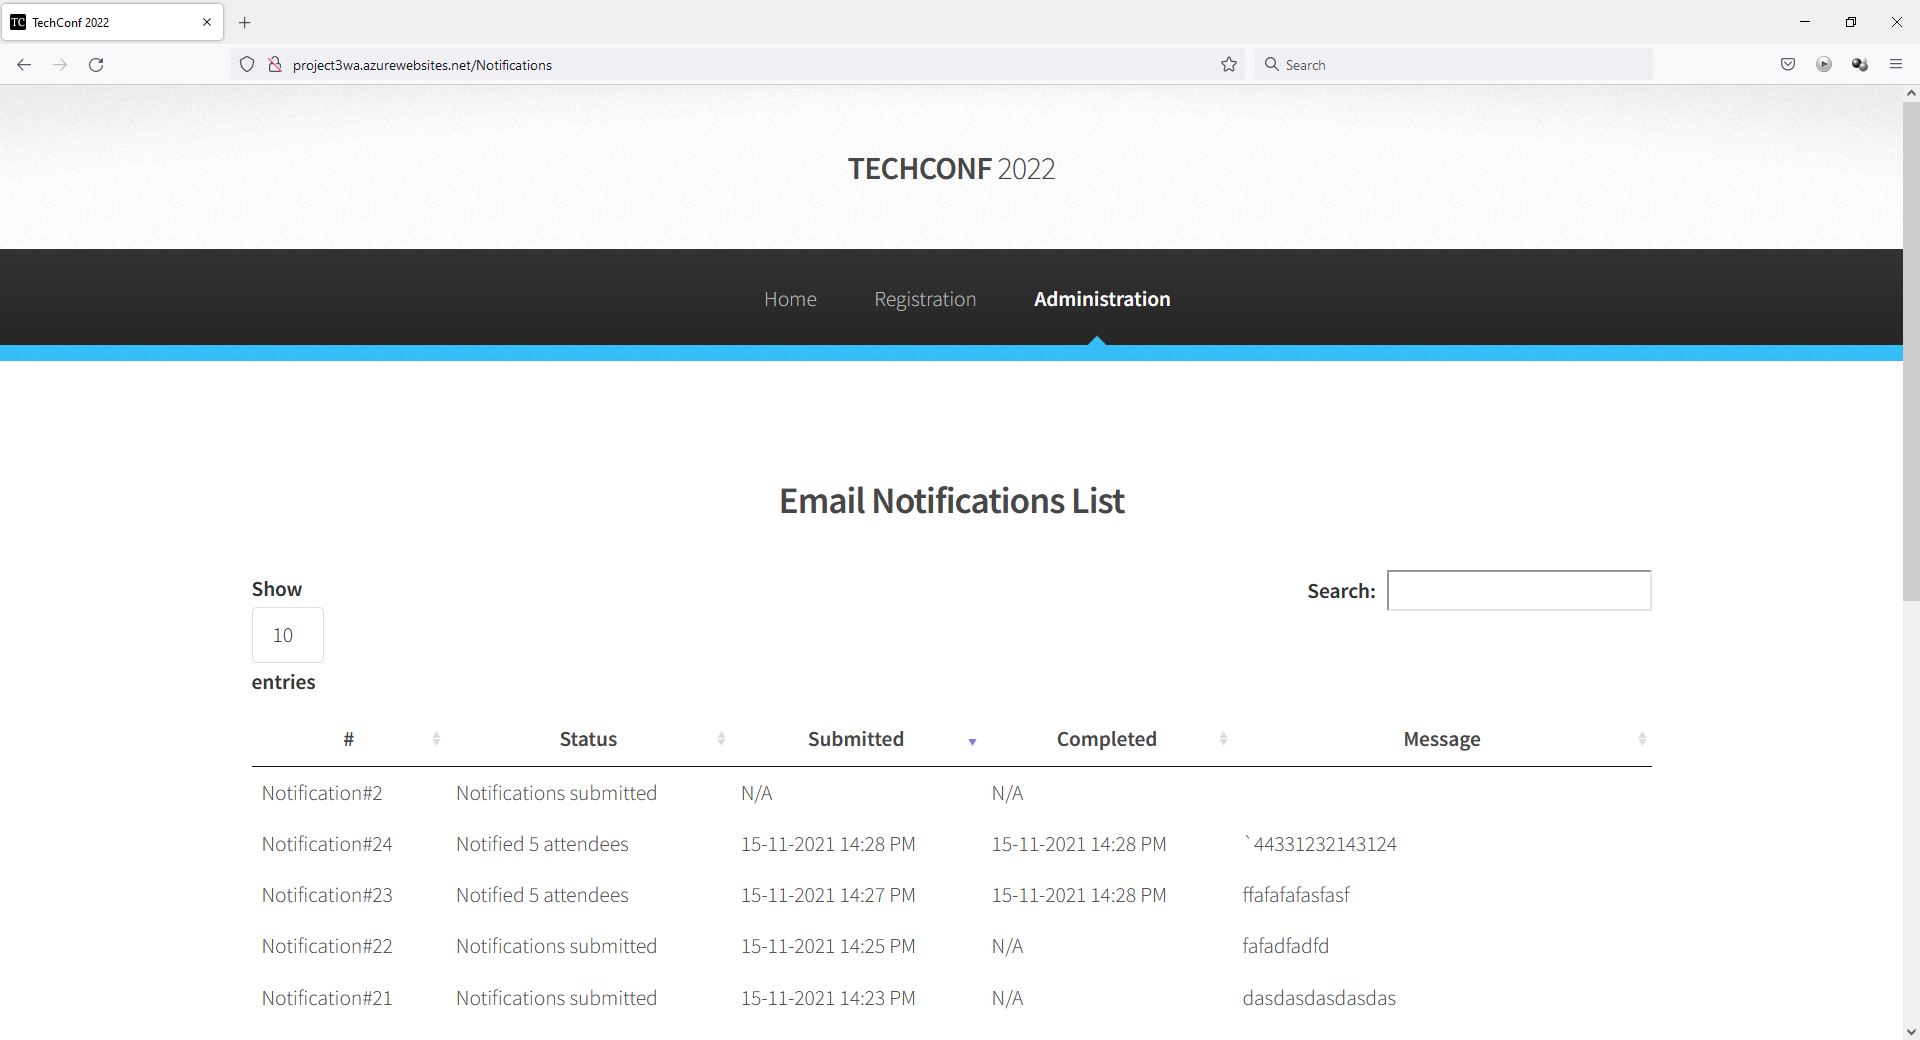 TC TechConf 2022
project3wa.azurewebsites.net/Notifications
Search
TECHCONF 2022
Home Registration Administration
Email Notifications List
Show
10
entries
Search:
# Status Submitted Completed Message
Notification#2 Notifications submitted N/A N/A
Notification#24 Notified 5 attendees 15-11-2021 14:28 PM 15-11-2021 14:28 PM `44331232143124
Notification#23 Notified 5 attendees 15-11-2021 14:27 PM 15-11-2021 14:28 PM ffafafafasfasf
Notification#22 Notifications submitted 15-11-2021 14:25 PM N/A fafadfadfd
Notification#21 Notifications submitted 15-11-2021 14:23 PM N/A dasdasdasdasdas